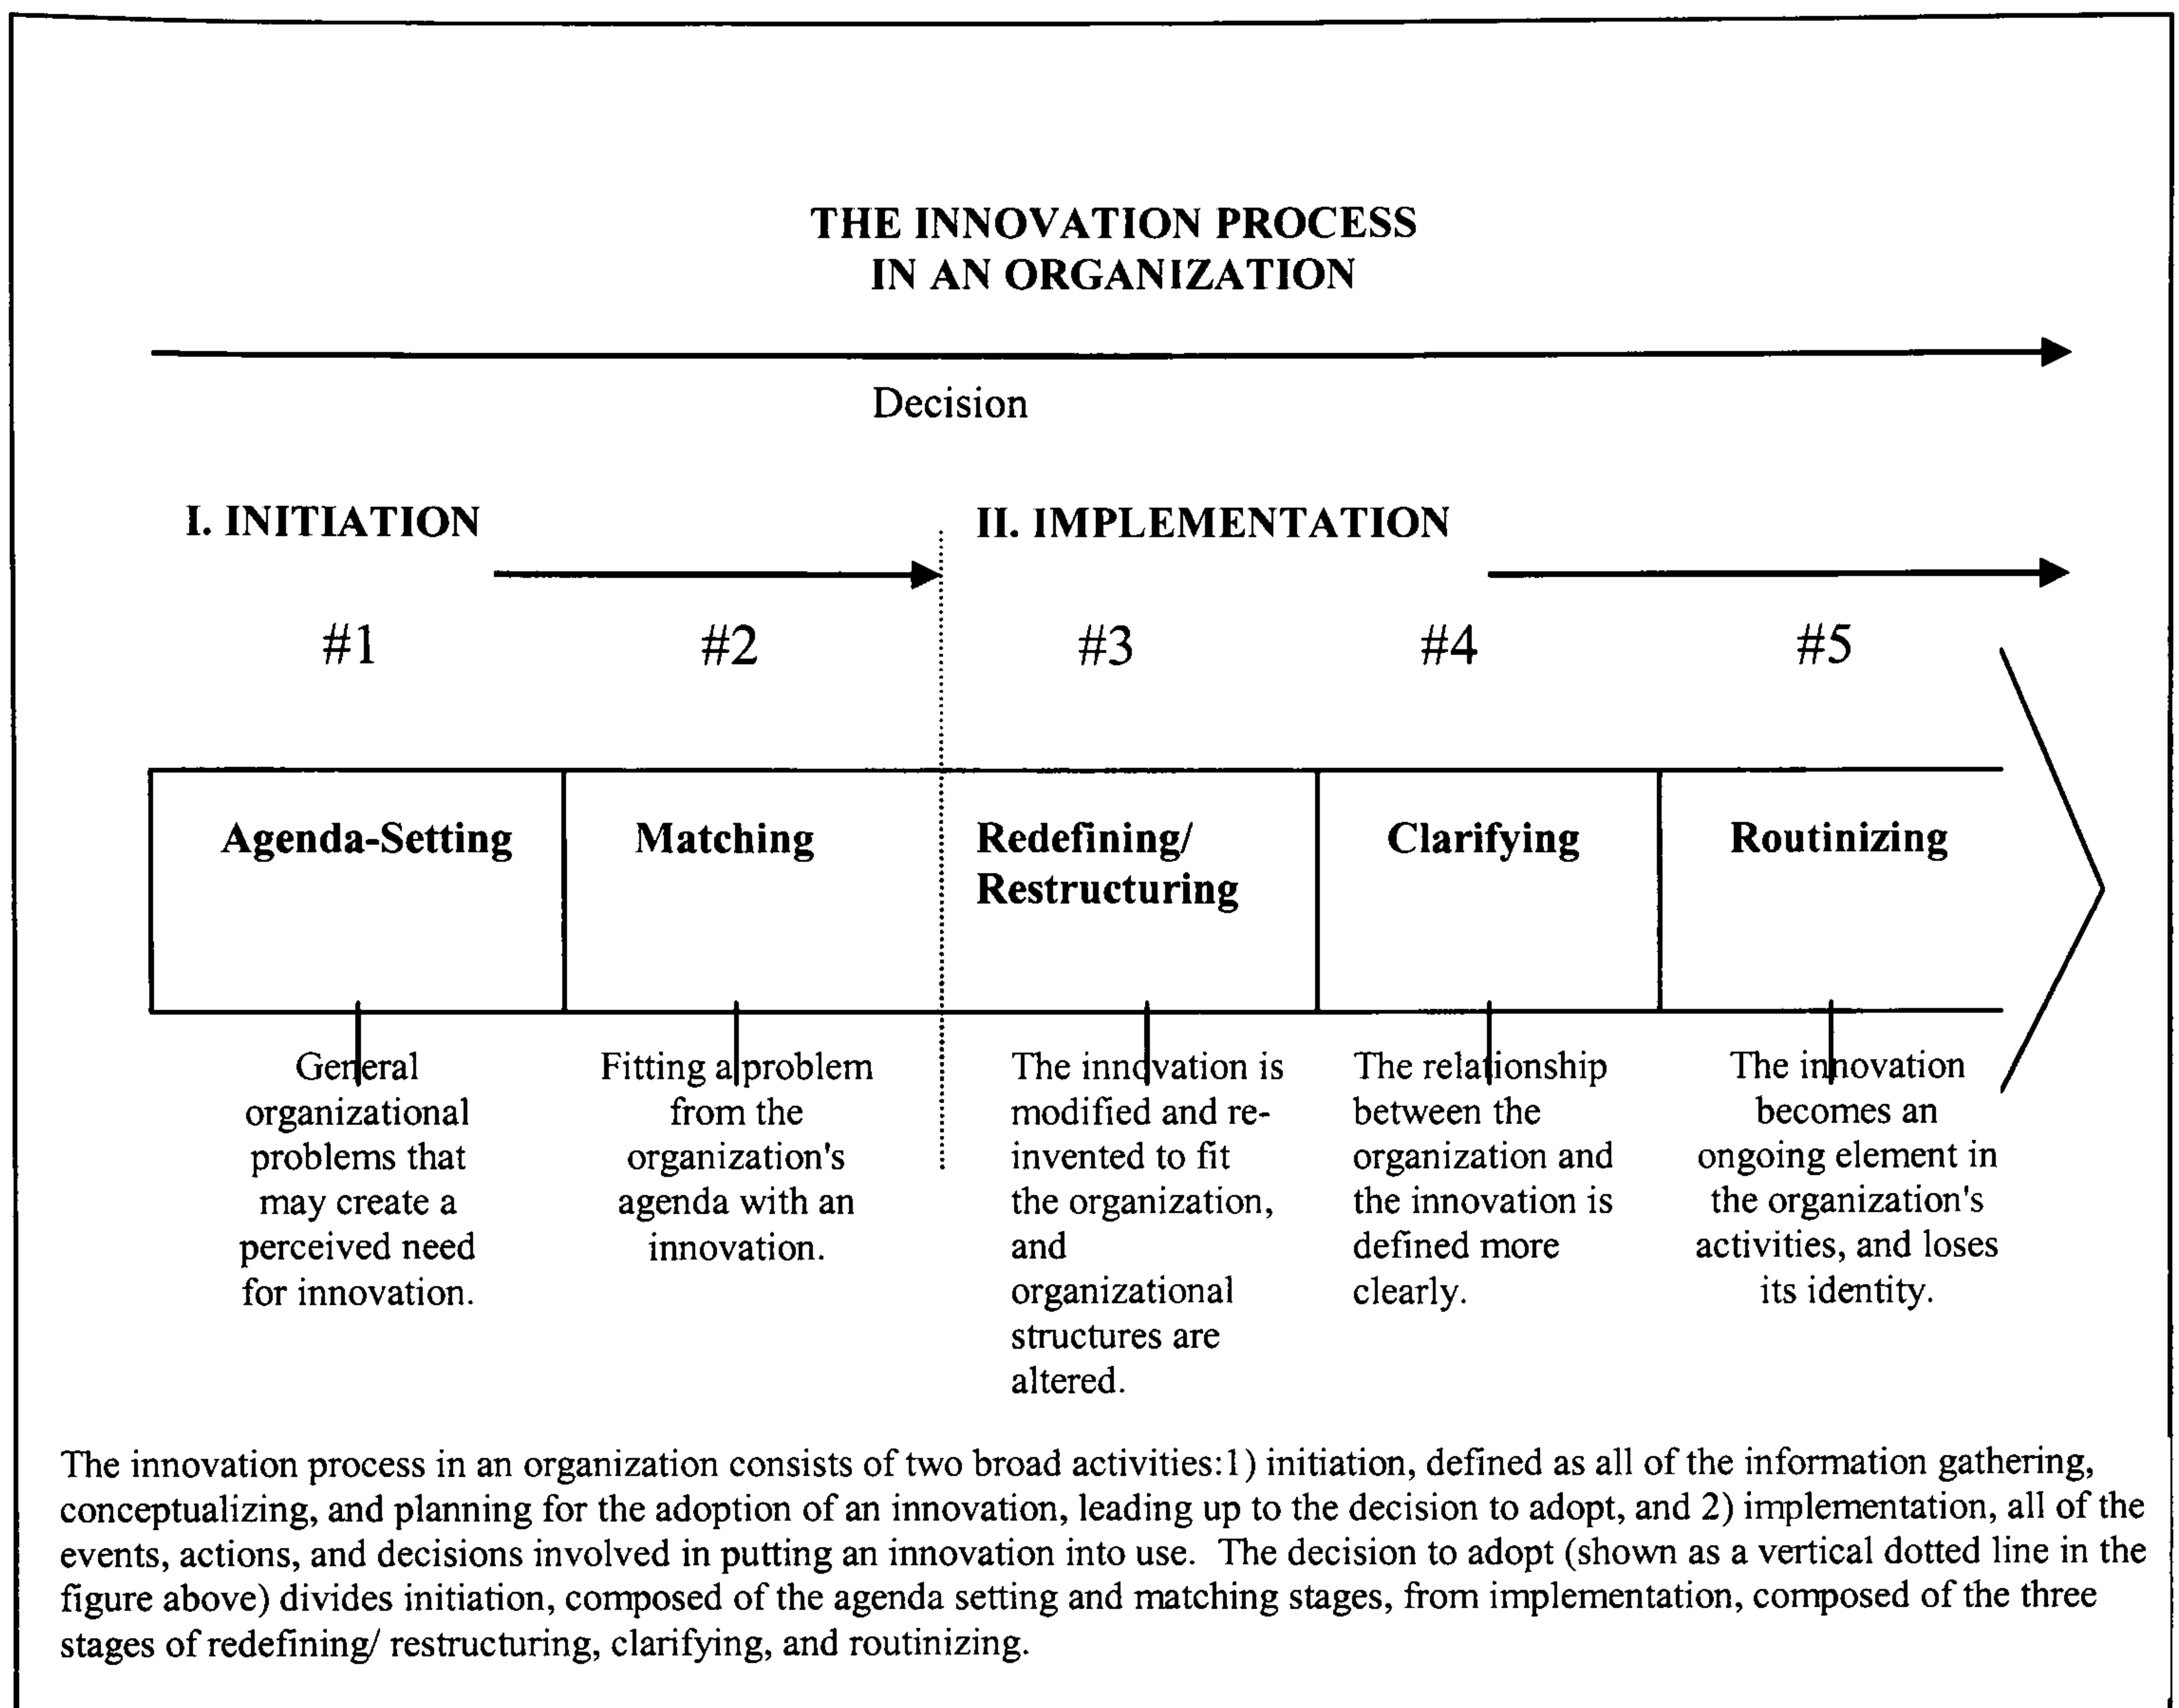 THE INNOVATION PROCESS
IN AN ORGANIZATION
Decision
I. INITIATION
II. IMPLEMENTATION
#1
#2
#3
#4
#5
Agenda-Setting
Matching
Redefining/
Restructuring
Clarifying
Routinizing
General
organizational
problems that
may create a
perceived need
for innovation.
Fitting a problem
from the
organization's
agenda with an
innovation.
The innovation is
modified and re-
invented to fit
the organization,
and
organizational
structures are
altered.
The relationship
between the
organization and
the innovation is
defined more
clearly.
The innovation
becomes an
ongoing element in
the organization's
activities, and loses
its identity.
The innovation process in an organization consists of two broad activities:1) initiation, defined as all of the information gathering,
conceptualizing, and planning for the adoption of an innovation, leading up to the decision to adopt, and 2) implementation, all of the
events, actions, and decisions involved in putting an innovation into use.  The decision to adopt (shown as a vertical dotted line in the
figure above) divides initiation, composed of the agenda setting and matching stages, from implementation, composed of the three
stages of redefining/ restructuring, clarifying, and routinizing.